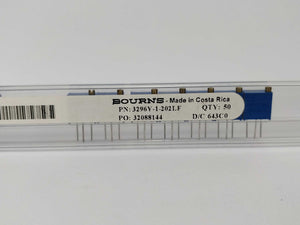 BOURNS - Made in Costa Rica
PN: 3296Y-1-202LF QTY: 50
PO: 32088144 D/C 643C0